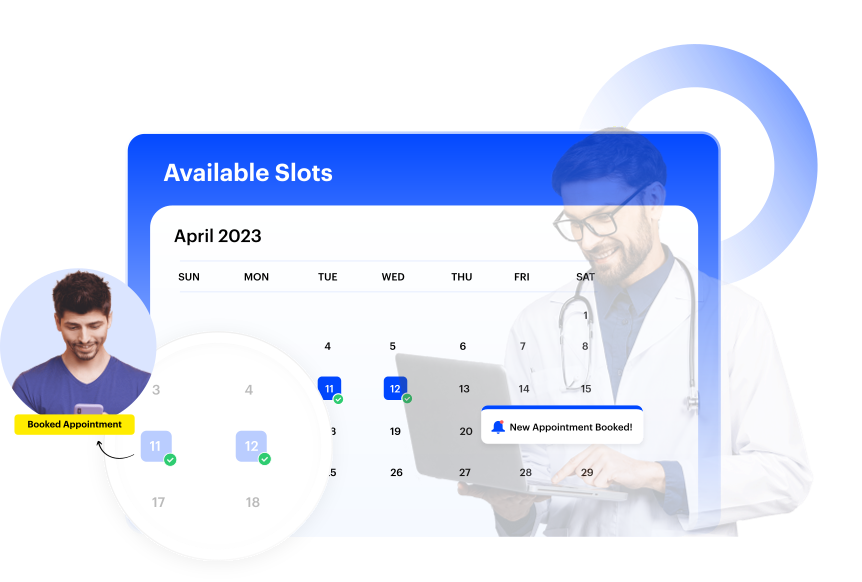 Available Slots
April 2023
SUN MON TUE WED THU FRI SAT
1
4 5 6 7 8
11 12 13 14 15
19 20
26 27 28 29
3 4
11 12
17 18
Booked Appointment
New Appointment Booked!